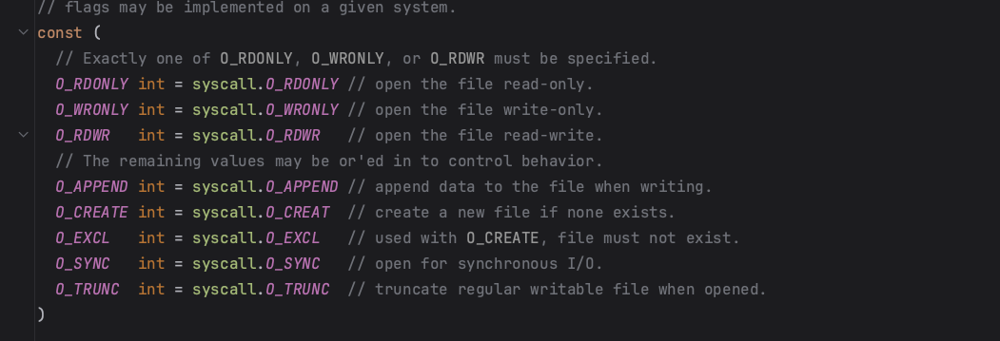 // flags may be implemented on a given system.
const (
  // Exactly one of O_RDONLY, O_WRONLY, or O_RDWR must be specified.
  O_RDONLY int = syscall.O_RDONLY // open the file read-only.
  O_WRONLY int = syscall.O_WRONLY // open the file write-only.
  O_RDWR   int = syscall.O_RDWR   // open the file read-write.
  // The remaining values may be or'ed in to control behavior.
  O_APPEND int = syscall.O_APPEND // append data to the file when writing.
  O_CREATE int = syscall.O_CREAT  // create a new file if none exists.
  O_EXCL   int = syscall.O_EXCL   // used with O_CREATE, file must not exist.
  O_SYNC   int = syscall.O_SYNC   // open for synchronous I/O.
  O_TRUNC  int = syscall.O_TRUNC  // truncate regular writable file when opened.
)